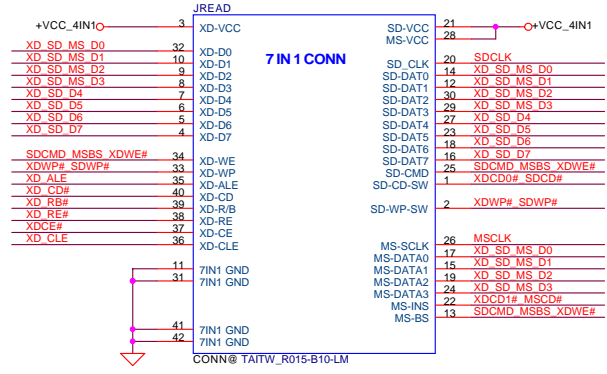 JREAD
+VCC_4IN1 3 XD-VCC SD-VCC 21 +VCC_4IN1
MS-VCC 28
7 IN 1 CONN
XD_SD_MS_D0 32 XD-D0 SD_CLK 20 SDCLK
XD_SD_MS_D1 10 XD-D1 SD-DAT0 14 XD_SD_MS_D0
XD_SD_MS_D2 9 XD-D2 SD-DAT1 12 XD_SD_MS_D1
XD_SD_MS_D3 8 XD-D3 SD-DAT2 30 XD_SD_MS_D2
XD_SD_D4 7 XD-D4 SD-DAT3 29 XD_SD_MS_D3
XD_SD_D5 6 XD-D5 SD-DAT4 27 XD_SD_D4
XD_SD_D6 5 XD-D6 SD-DAT5 23 XD_SD_D5
XD_SD_D7 4 XD-D7 SD-DAT6 18 XD_SD_D6
SD-DAT7 16 XD_SD_D7
SDCMD_MSBS_XDWE# 34 XD-WE SD-CMD 25 SDCMD_MSBS_XDWE#
XDWP#_SDWP# 33 XD-WP SD-CD-SW 1 XDCD0#_SDCD#
XD_ALE 35 XD-ALE
XD_CD# 40 XD-CD
XD_RB# 39 XD-R/B SD-WP-SW 2 XDWP#_SDWP#
XD_RE# 38 XD-RE
XDCE# 37 XD-CE
XD_CLE 36 XD-CLE MS-SCLK 26 MSCLK
MS-DATA0 17 XD_SD_MS_D0
11 7IN1 GND MS-DATA1 15 XD_SD_MS_D1
31 7IN1 GND MS-DATA2 19 XD_SD_MS_D2
MS-DATA3 24 XD_SD_MS_D3
MS-INS 22 XDCD1#_MSCD#
MS-BS 13 SDCMD_MSBS_XDWE#
41 7IN1 GND
42 7IN1 GND
CONN@ TAITW_R015-B10-LM